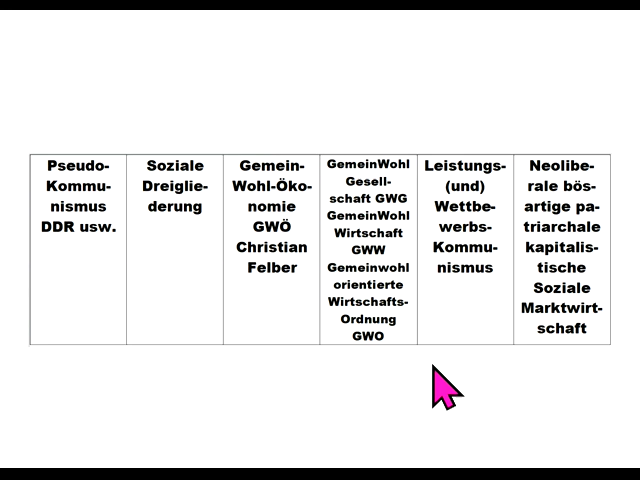 Pseudo-
Kommu-
nismus
DDR usw.
Soziale
Dreiglie-
derung
Gemein-
Wohl-Öko-
nomie
GWÖ
Christian
Felber
GemeinWohl
Gesell-
schaft GWG
GemeinWohl
Wirtschaft
GWW
Gemeinwohl
orientierte
Wirtschafts-
Ordnung
GWO
Leistungs-
(und)
Wettbe-
werbs-
Kommu-
nismus
Neolibe-
rale bös-
artige pa-
triarchale
kapitalis-
tische
Soziale
Marktwirt-
schaft